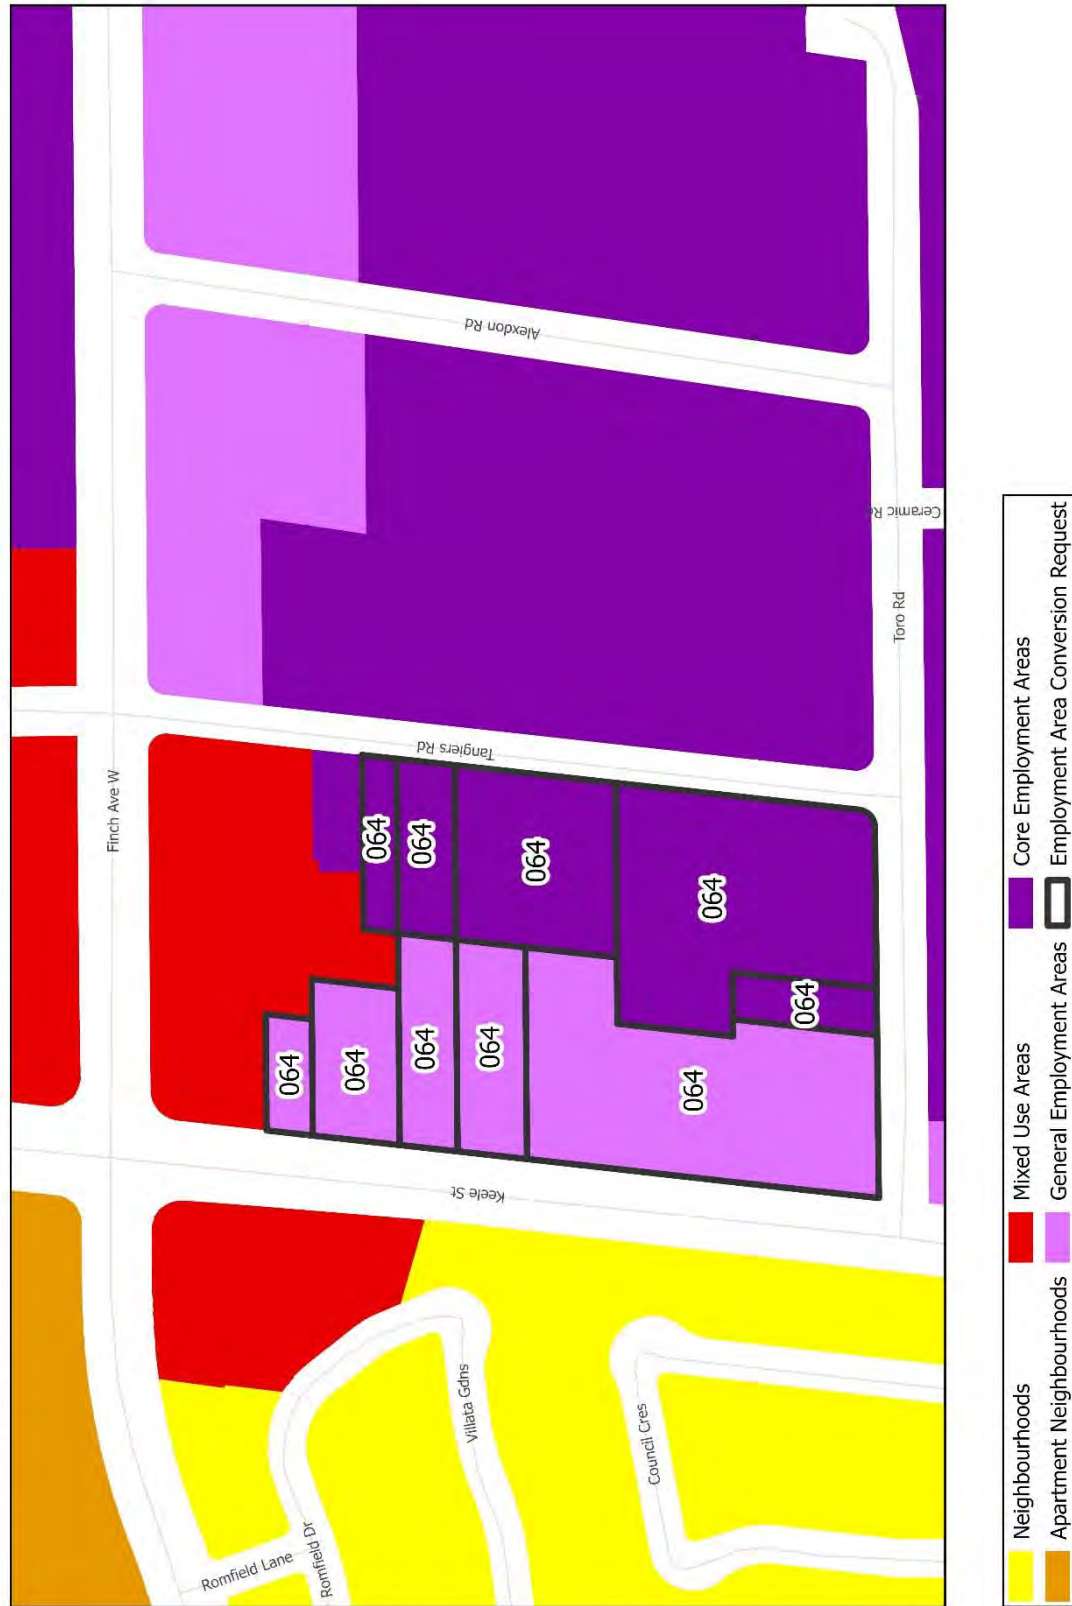 Finch Ave W
Romfield Lane
064
Romfield Dr
064
064
064
064
Tangiers Rd
Villata Gdns
Keele St
064
Alexdon Rd
064
Council Cres
064
064
064
Toro Rd
Ceramic Rd
Neighbourhoods
Mixed Use Areas
Core Employment Areas
Apartment Neighbourhoods
General Employment Areas
Employment Area Conversion Request